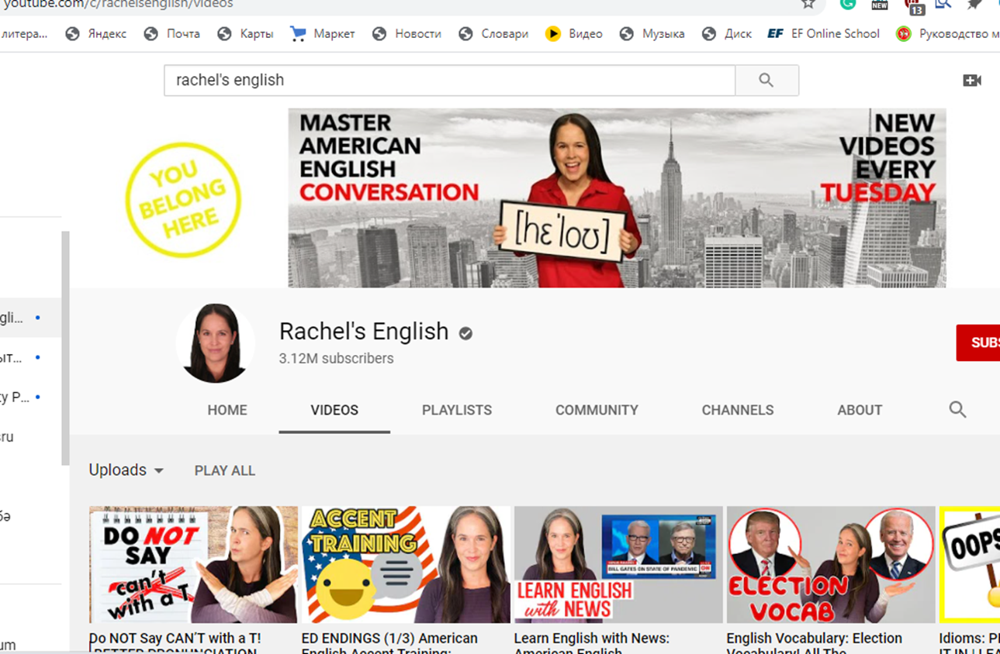 youtube.com/c/rachelsenglish/videos
NEW
13
литера... Яндекс Почта Карты Маркет Новости Словари Видео Музыка Диск EF EF Online School Руководство м
rachel's english
YOU
BELONG
HERE
MASTER
AMERICAN
ENGLISH
CONVERSATION
[hɛˈloʊ]
NEW
VIDEOS
EVERY
TUESDAY
gli...
Rachel's English
SUBS
3.12M subscribers
ыт...
ty P...
HOME VIDEOS PLAYLISTS COMMUNITY CHANNELS ABOUT
sru
Uploads PLAY ALL
бə
DO NOT
SAY
can't
with a T
ACCENT
TRAINING
BILL GATES ON STATE OF PANDEMIC
LEARN ENGLISH
with NEWS
ELECTION
VOCAB
OOPS
Do NOT Say CAN'T with a T!
BETTER PRONUNCIATION
ED ENDINGS (1/3) American
English Accent Training:
Learn English with News:
American English
English Vocabulary: Election
Vocabulary! All The
Idioms: P
IT IN | LEA
um